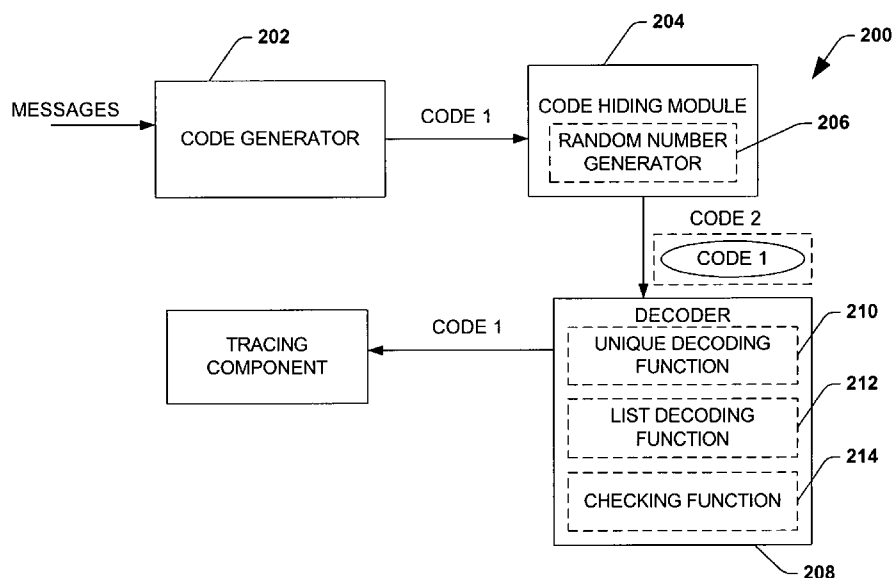 202
204
200
MESSAGES
CODE GENERATOR
CODE 1
CODE HIDING MODULE
RANDOM NUMBER
GENERATOR
206
CODE 2
CODE 1
DECODER
210
UNIQUE DECODING
FUNCTION
TRACING
COMPONENT
CODE 1
212
LIST DECODING
FUNCTION
214
CHECKING FUNCTION
208